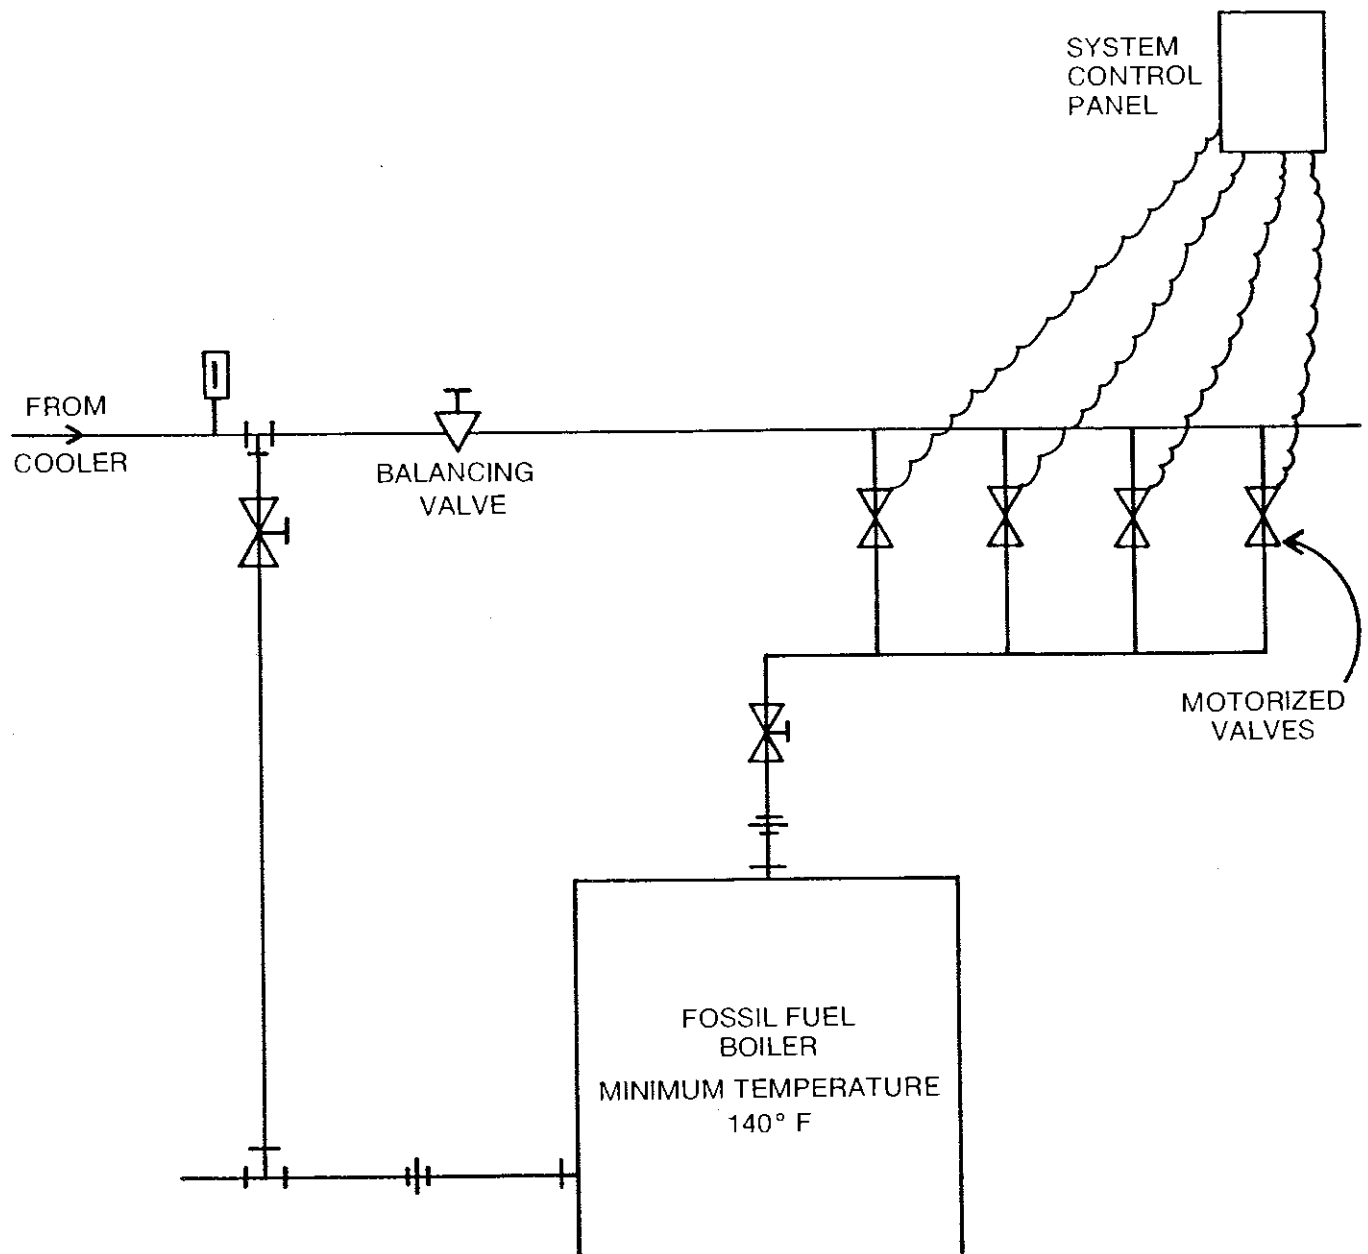 SYSTEM
CONTROL
PANEL
FROM
COOLER
BALANCING
VALVE
MOTORIZED
VALVES
FOSSIL FUEL
BOILER
MINIMUM TEMPERATURE
140° F